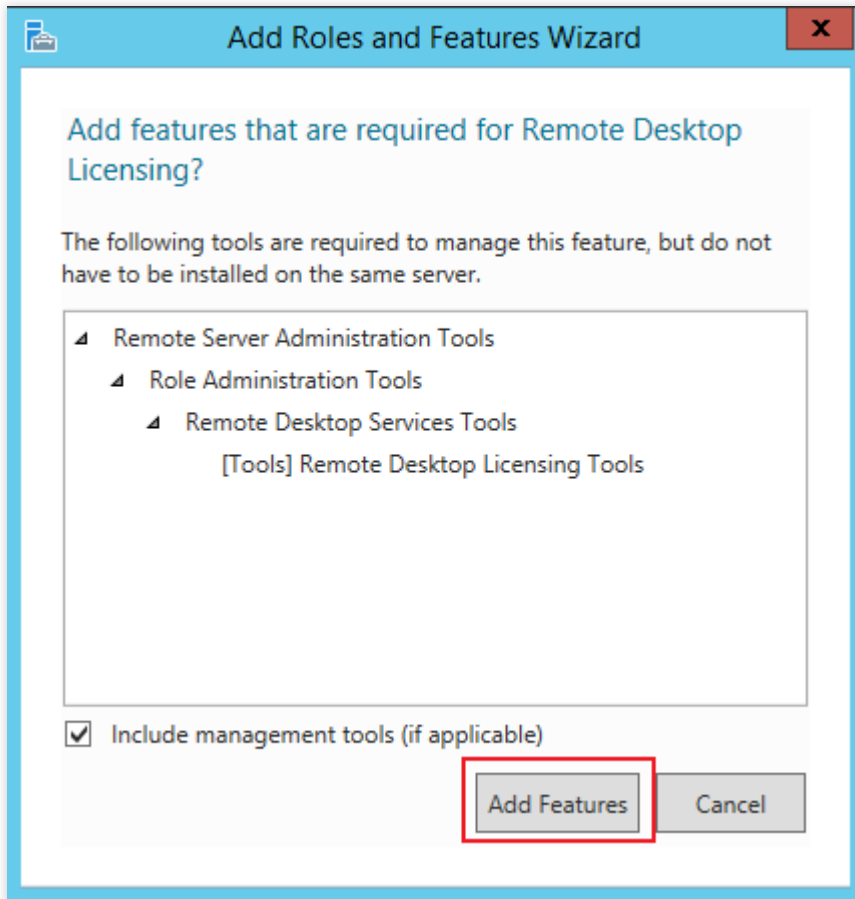 Add Roles and Features Wizard
x
Add features that are required for Remote Desktop
Licensing?
The following tools are required to manage this feature, but do not
have to be installed on the same server.
Remote Server Administration Tools
Role Administration Tools
Remote Desktop Services Tools
[Tools] Remote Desktop Licensing Tools
Include management tools (if applicable)
Add Features
Cancel